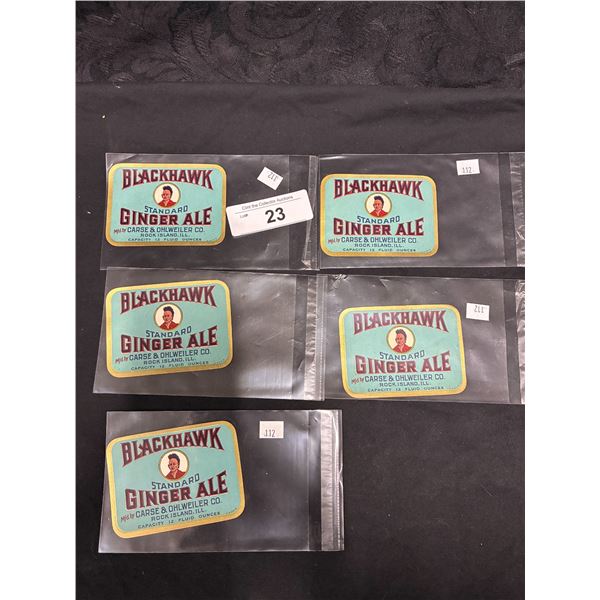 BLACKHAWK
STANDARD
GINGER ALE
Mfd. by CARSE & OHLWEILER CO.
ROCK ISLAND, ILL.
CAPACITY 12 FLUID OUNCES
112
Click the Collector Auctions
Lot#
23
BLACKHAWK
STANDARD
GINGER ALE
Mfd. by CARSE & OHLWEILER CO.
ROCK ISLAND, ILL.
CAPACITY 12 FLUID OUNCES
112
BLACKHAWK
STANDARD
GINGER ALE
Mfd. by CARSE & OHLWEILER CO.
ROCK ISLAND, ILL.
CAPACITY 12 FLUID OUNCES
BLACKHAWK
STANDARD
GINGER ALE
Mfd. by CARSE & OHLWEILER CO.
ROCK ISLAND, ILL.
CAPACITY 12 FLUID OUNCES
112
BLACKHAWK
STANDARD
GINGER ALE
Mfd. by CARSE & OHLWEILER CO.
ROCK ISLAND, ILL.
CAPACITY 12 FLUID OUNCES
112